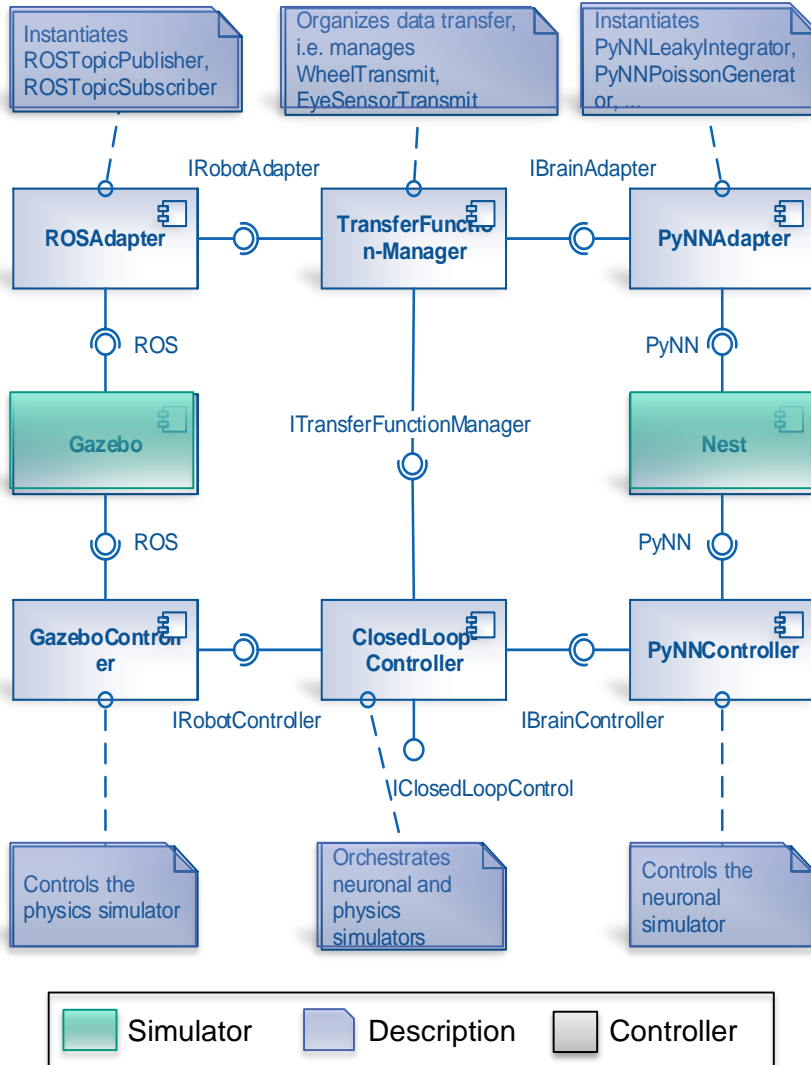 Instantiates
ROSTopicPublisher,
ROSTopicSubscriber
Organizes data transfer,
i.e. manages
WheelTransmit,
EyeSensorTransmit
Instantiates
PyNNLeakyIntegrator,
PyNNPoissonGenerat
or, ...
IRobotAdapter
IBrainAdapter
ROSAdapter
TransferFunctio
n-Manager
PyNNAdapter
ROS
PyNN
Gazebo
ITransferFunctionManager
Nest
ROS
PyNN
GazeboControll
er
ClosedLoop-
Controller
PyNNController
IRobotController
IBrainController
IClosedLoopControl
Controls the
physics simulator
Orchestrates
neuronal and
physics
simulators
Controls the
neuronal
simulator
Simulator
Description
Controller